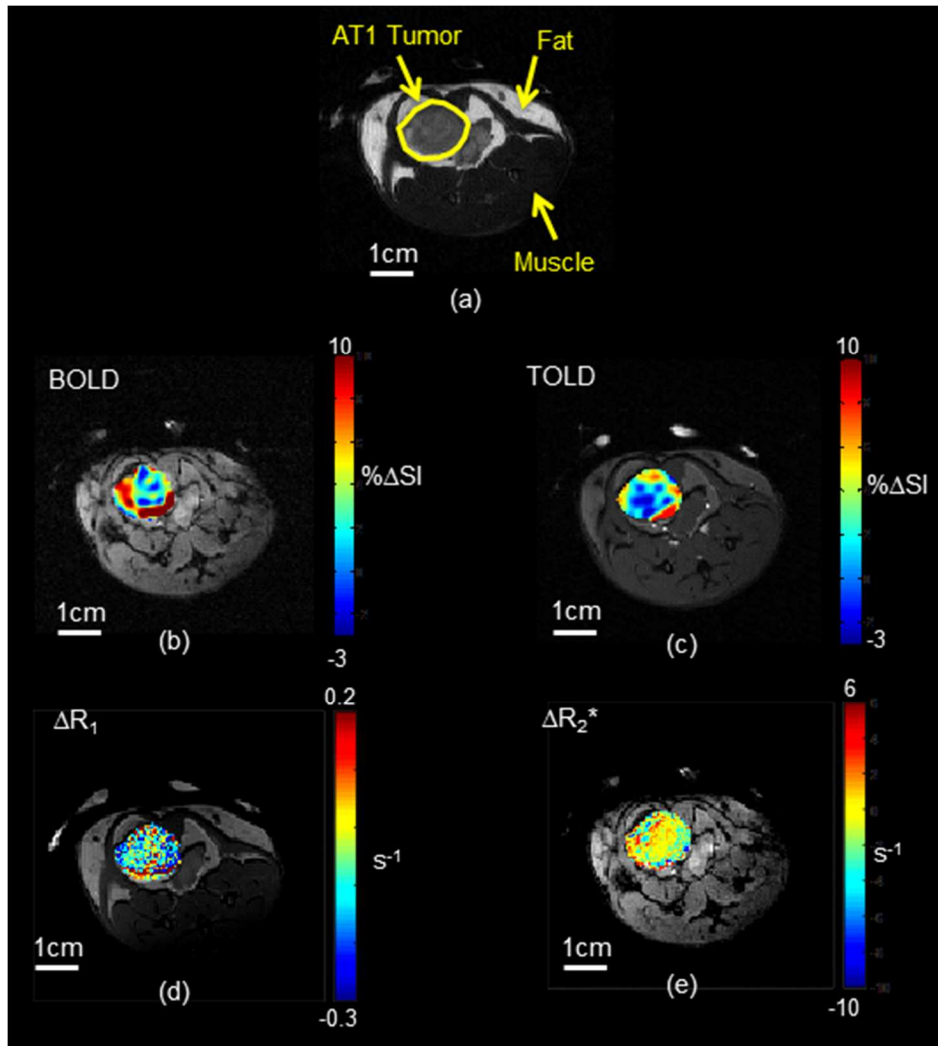 AT1 Tumor
Fat
Muscle
1cm
(a)
10
BOLD
%ΔSI
1cm
-3
(b)
10
TOLD
%ΔSI
1cm
-3
(c)
0.2
ΔR₁
s⁻¹
1cm
-0.3
(d)
6
ΔR₂*
s⁻¹
1cm
-10
(e)